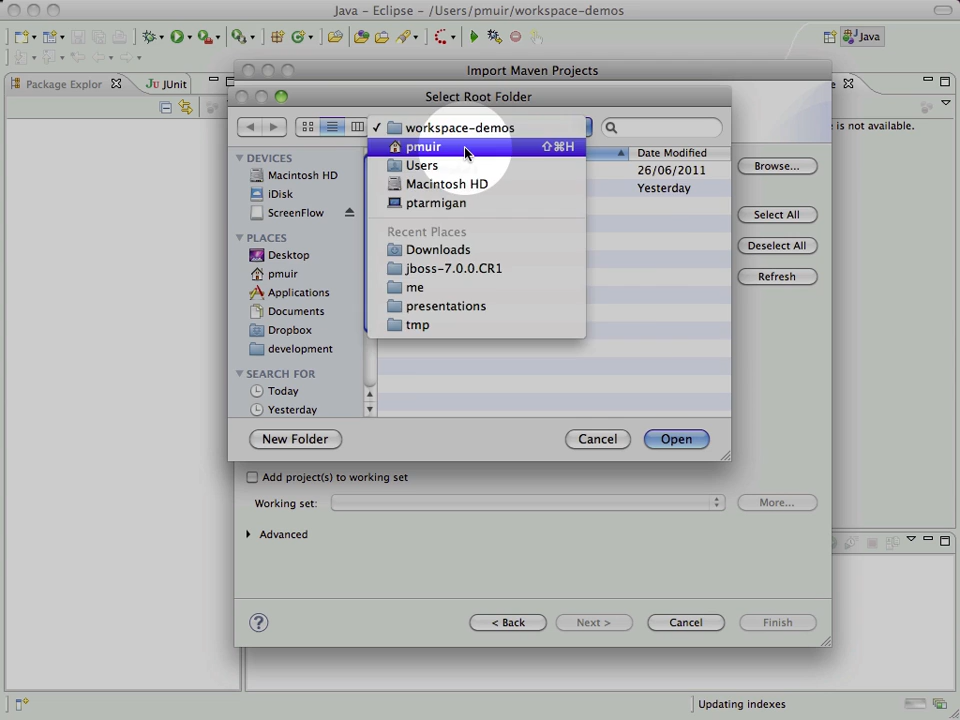 Java - Eclipse - /Users/pmuir/workspace-demos
Java
Package Explor
JUnit
Import Maven Projects
Select Root Folder
workspace-demos
pmuir ⇧⌘H
Users
Macintosh HD
ptarmigan
Recent Places
Downloads
jboss-7.0.0.CR1
me
presentations
tmp
DEVICES
Macintosh HD
iDisk
ScreenFlow
PLACES
Desktop
pmuir
Applications
Documents
Dropbox
development
SEARCH FOR
Today
Yesterday
Date Modified
26/06/2011
Yesterday
New Folder
Cancel
Open
e is not available.
Browse...
Select All
Deselect All
Refresh
Add project(s) to working set
Working set:
More...
Advanced
?
< Back
Next >
Cancel
Finish
Updating indexes